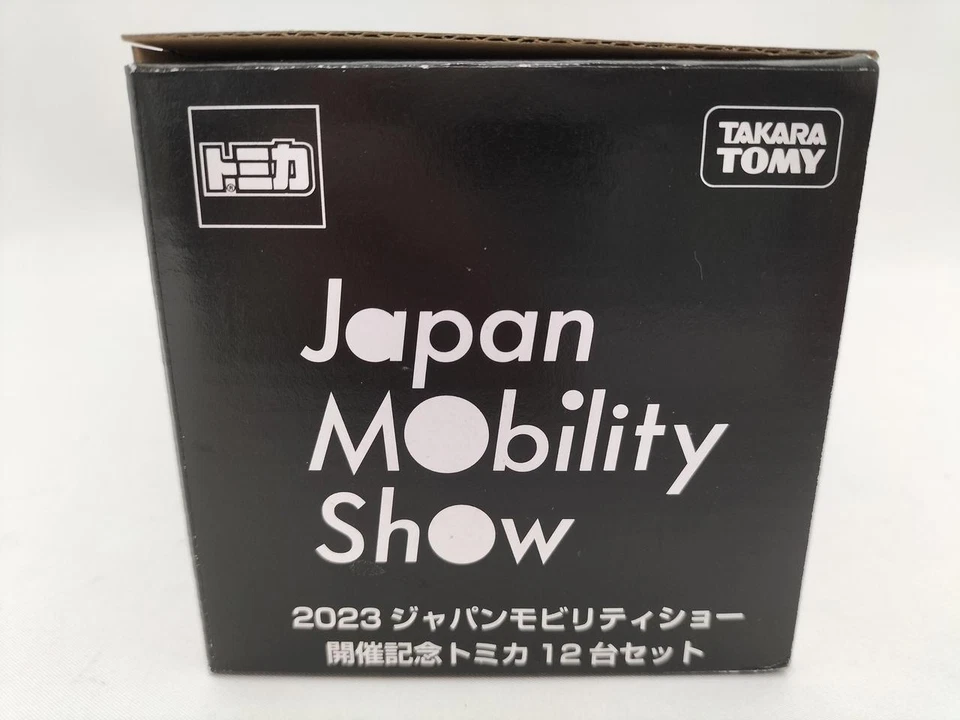 トミカ®
TAKARA
TOMY
Japan
MObility
Show
2023 ジャパンモビリティショー
開催記念トミカ 12 台セット